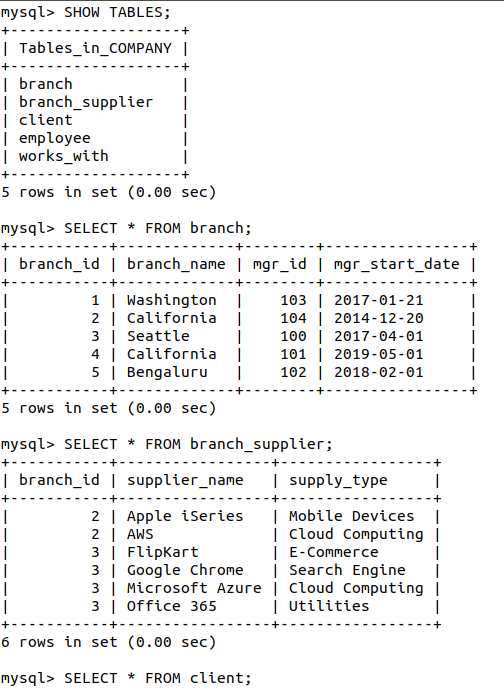 mysql> SHOW TABLES;
+-------------------+
| Tables_in_COMPANY |
+-------------------+
| branch            |
| branch_supplier   |
| client            |
| employee          |
| works_with        |
+-------------------+
5 rows in set (0.00 sec)

mysql> SELECT * FROM branch;
+-----------+-------------+--------+----------------+
| branch_id | branch_name | mgr_id | mgr_start_date |
+-----------+-------------+--------+----------------+
|         1 | Washington  |    103 | 2017-01-21     |
|         2 | California  |    104 | 2014-12-20     |
|         3 | Seattle     |    100 | 2017-04-01     |
|         4 | California  |    101 | 2019-05-01     |
|         5 | Bengaluru   |    102 | 2018-02-01     |
+-----------+-------------+--------+----------------+
5 rows in set (0.00 sec)

mysql> SELECT * FROM branch_supplier;
+-----------+-----------------+-----------------+
| branch_id | supplier_name   | supply_type     |
+-----------+-----------------+-----------------+
|         2 | Apple iSeries   | Mobile Devices  |
|         2 | AWS             | Cloud Computing |
|         3 | FlipKart        | E-Commerce      |
|         3 | Google Chrome   | Search Engine   |
|         3 | Microsoft Azure | Cloud Computing |
|         3 | Office 365      | Utilities       |
+-----------+-----------------+-----------------+
6 rows in set (0.00 sec)

mysql> SELECT * FROM client;